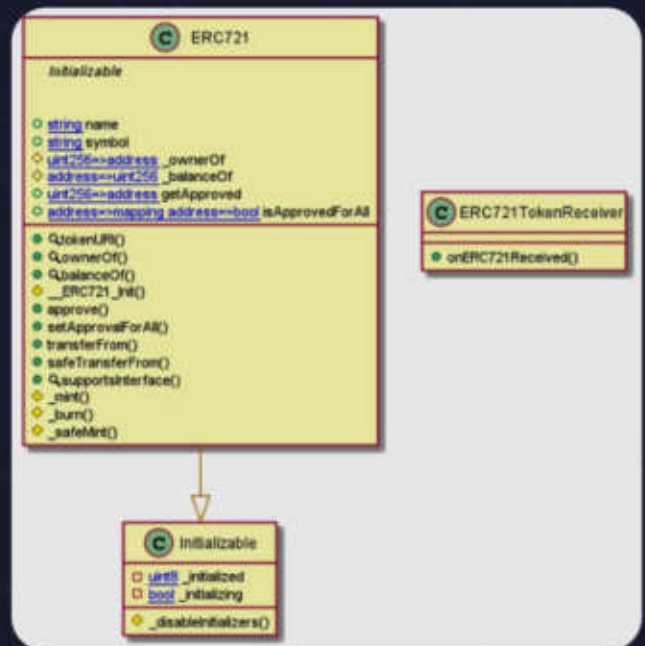 C ERC721
Initializable
string name
string symbol
uint256=>address _ownerOf
address=>uint256 _balanceOf
uint256=>address getApproved
address=>mapping address=>bool isApprovedForAll
tokenURI()
ownerOf()
balanceOf()
__ERC721_init()
approve()
setApprovalForAll()
transferFrom()
safeTransferFrom()
supportsInterface()
_mint()
_burn()
_safeMint()
C ERC721TokenReceiver
onERC721Received()
C Initializable
uint8 _initialized
bool _initializing
_disableInitializers()